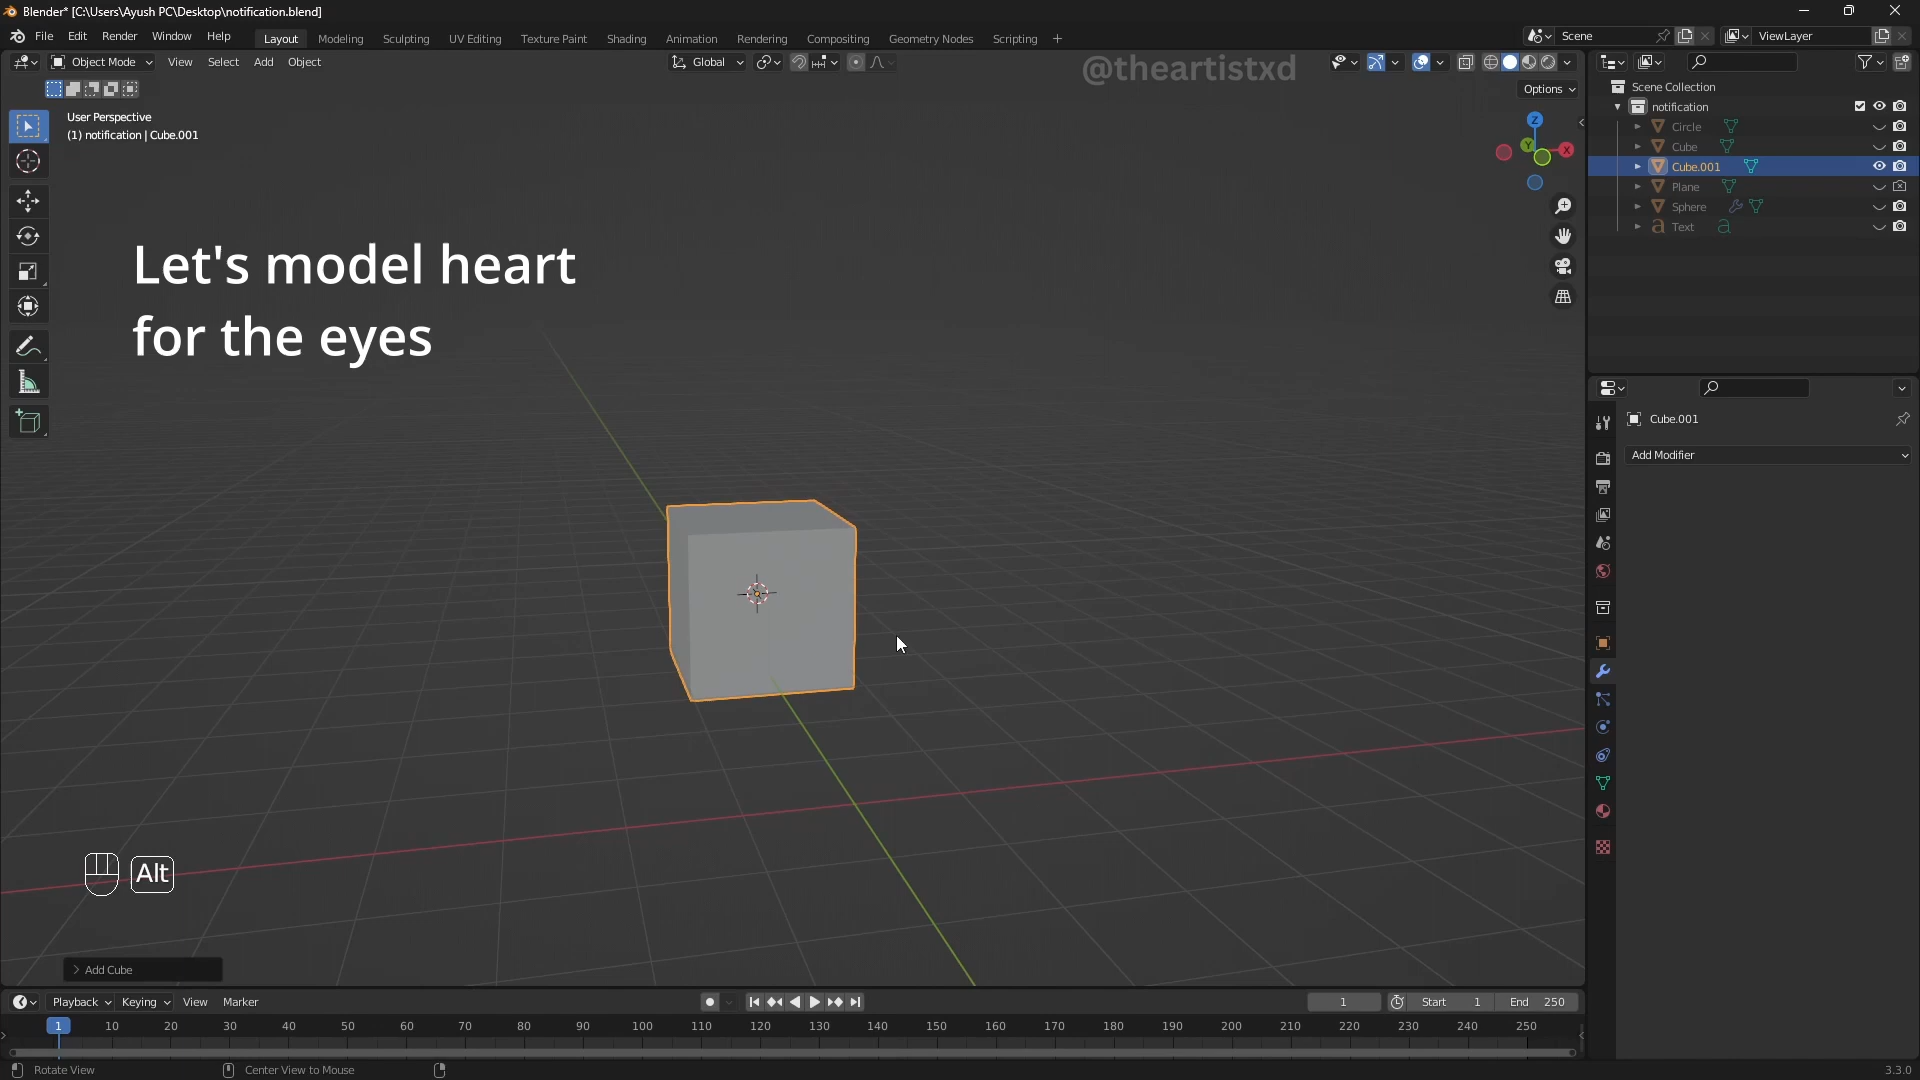 Blender* [C:\Users\Ayush PC\Desktop\notification.blend]
File Edit Render Window Help
Layout Modeling Sculpting UV Editing Texture Paint Shading Animation Rendering Compositing Geometry Nodes Scripting +
Scene
ViewLayer
Object Mode View Select Add Object
Global
@theartistxd
Options
User Perspective
(1) notification | Cube.001
Z
Y
X
Let's model heart
for the eyes
Alt
Add Cube
Scene Collection
notification
Circle
Cube
Cube.001
Plane
Sphere
Text
Cube.001
Add Modifier
Playback Keying View Marker
1 Start 1 End 250
1 10 20 30 40 50 60 70 80 90 100 110 120 130 140 150 160 170 180 190 200 210 220 230 240 250
Rotate View Center View to Mouse
3.3.0